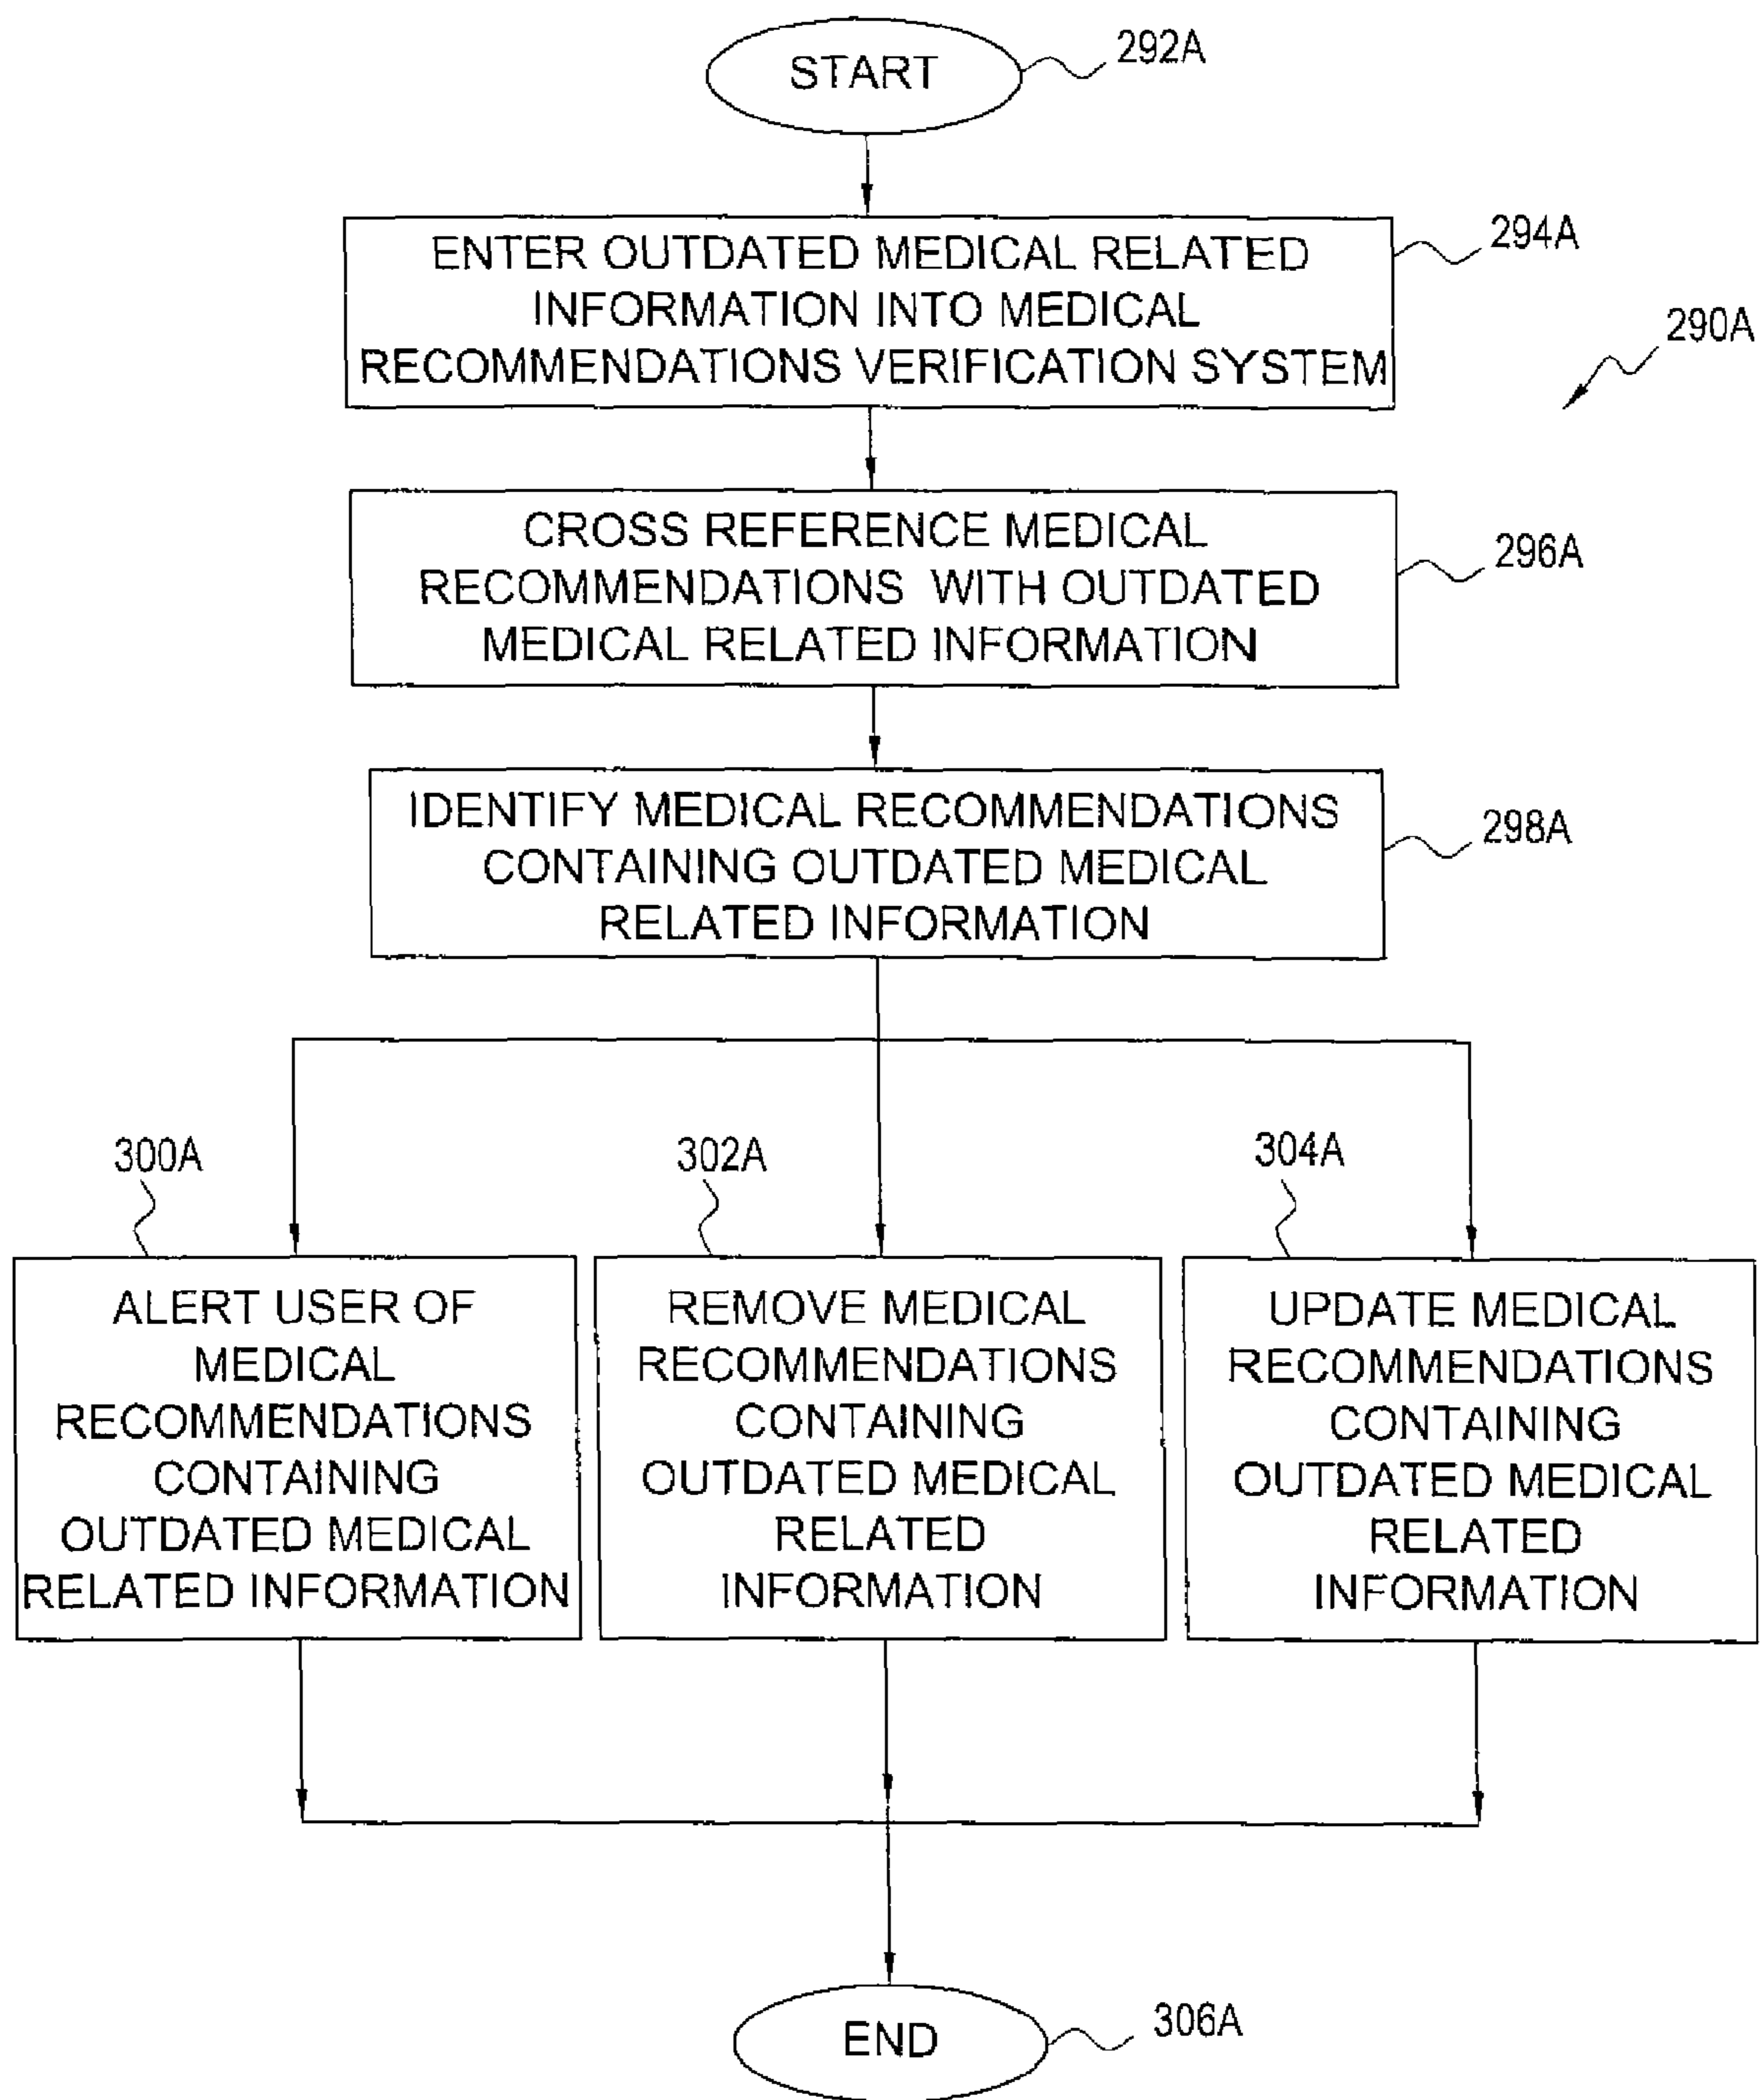 START
292A
ENTER OUTDATED MEDICAL RELATED
INFORMATION INTO MEDICAL
RECOMMENDATIONS VERIFICATION SYSTEM
294A
290A
CROSS REFERENCE MEDICAL
RECOMMENDATIONS WITH OUTDATED
MEDICAL RELATED INFORMATION
296A
IDENTIFY MEDICAL RECOMMENDATIONS
CONTAINING OUTDATED MEDICAL
RELATED INFORMATION
298A
300A
ALERT USER OF
MEDICAL
RECOMMENDATIONS
CONTAINING
OUTDATED MEDICAL
RELATED INFORMATION
302A
REMOVE MEDICAL
RECOMMENDATIONS
CONTAINING
OUTDATED MEDICAL
RELATED
INFORMATION
304A
UPDATE MEDICAL
RECOMMENDATIONS
CONTAINING
OUTDATED MEDICAL
RELATED
INFORMATION
END
306A